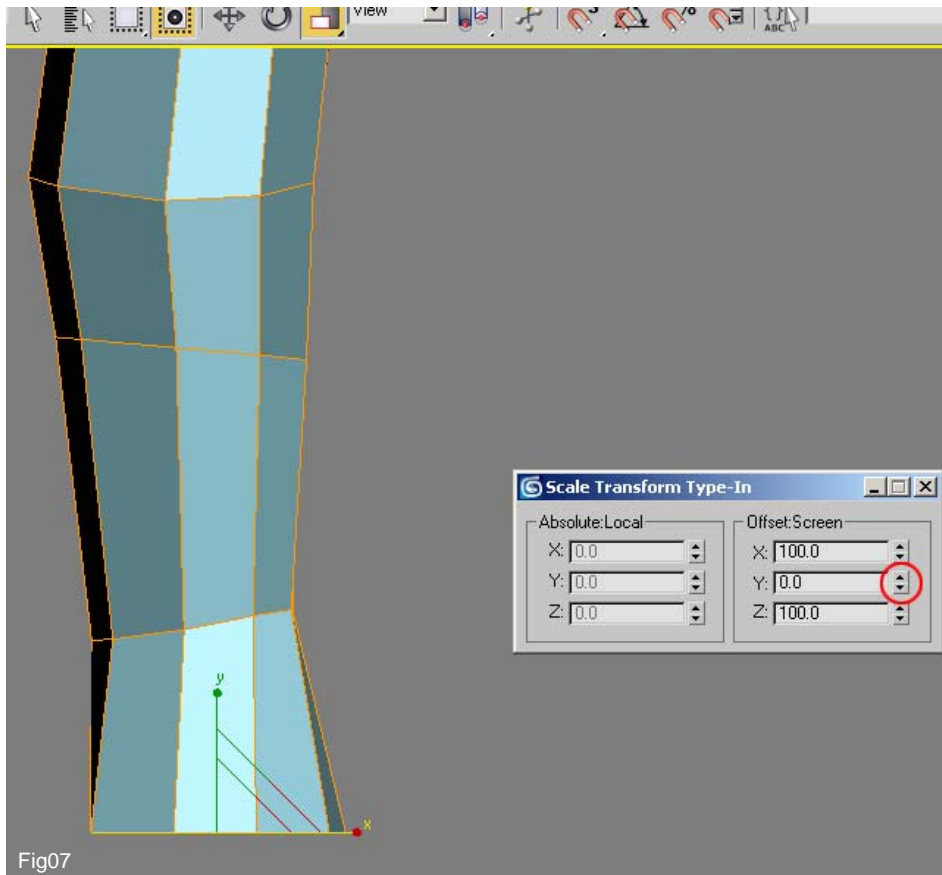 View
3
%
ABC
Scale Transform Type-In
Absolute:Local
X: 0.0
Y: 0.0
Z: 0.0
Offset:Screen
X: 100.0
Y: 0.0
Z: 100.0
y
x
Fig07